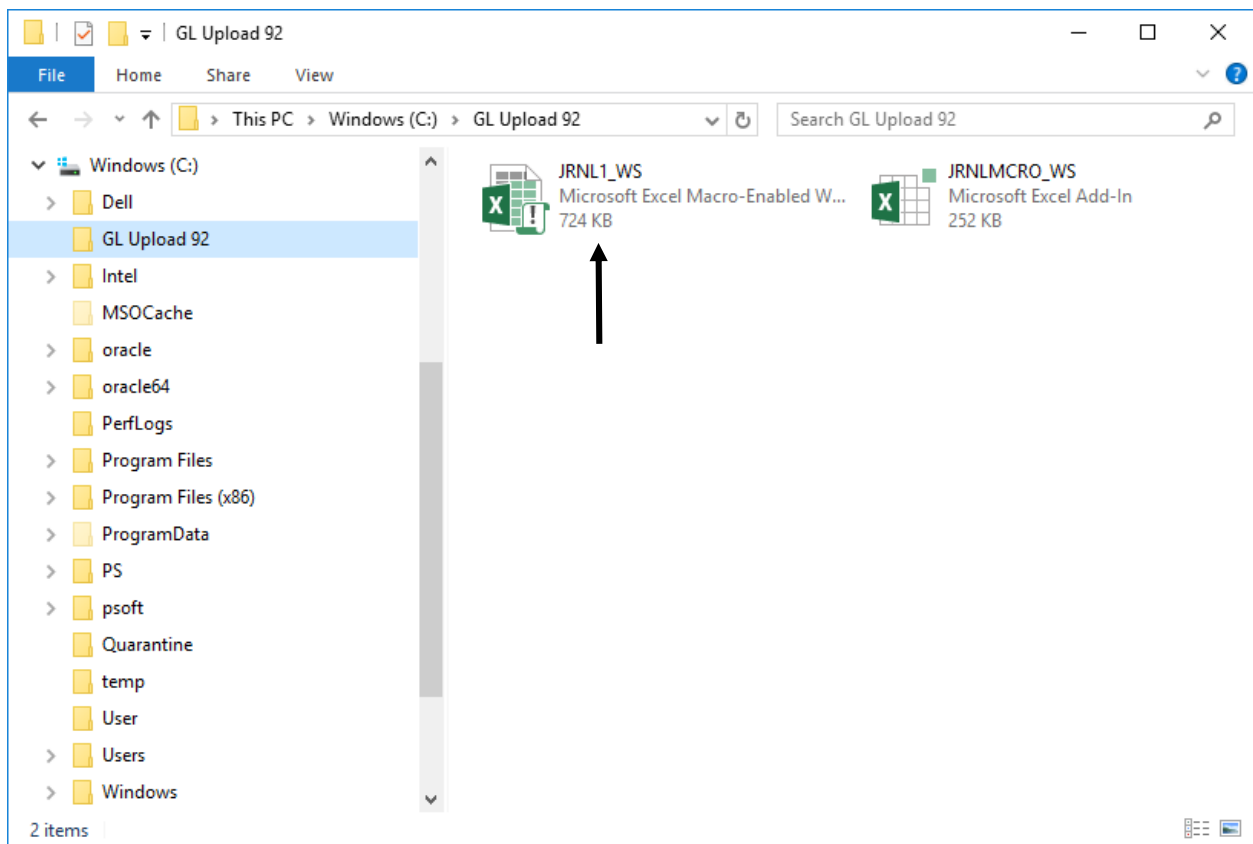 GL Upload 92
File Home Share View
This PC > Windows (C:) > GL Upload 92 Search GL Upload 92
Windows (C:)
Dell
GL Upload 92
Intel
MSOCache
oracle
oracle64
PerfLogs
Program Files
Program Files (x86)
ProgramData
PS
psoft
Quarantine
temp
User
Users
Windows
JRNL1_WS
Microsoft Excel Macro-Enabled W...
724 KB
JRNLMCRO_WS
Microsoft Excel Add-In
252 KB
2 items